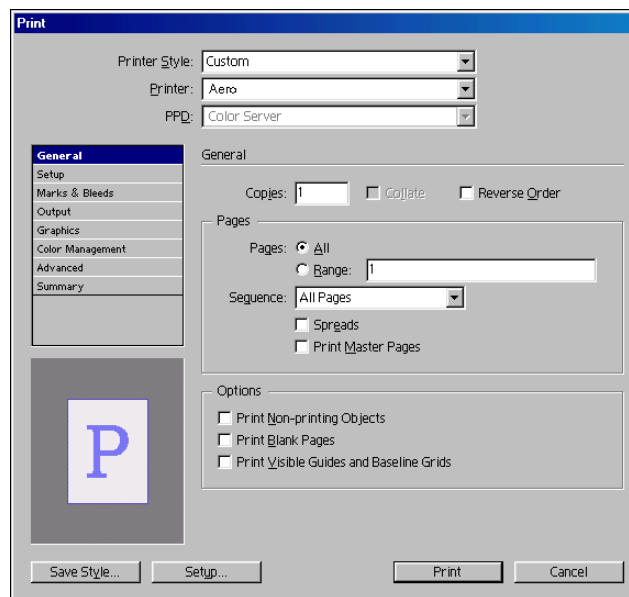 Print
Printer Style: Custom
Printer: Aero
PPD: Color Server
General
Setup
Marks & Bleeds
Output
Graphics
Color Management
Advanced
Summary
General
Copies: 1 Collate Reverse Order
Pages
Pages: All
Range: 1
Sequence: All Pages
Spreads
Print Master Pages
Options
Print Non-printing Objects
Print Blank Pages
Print Visible Guides and Baseline Grids
P
Save Style... Setup... Print Cancel